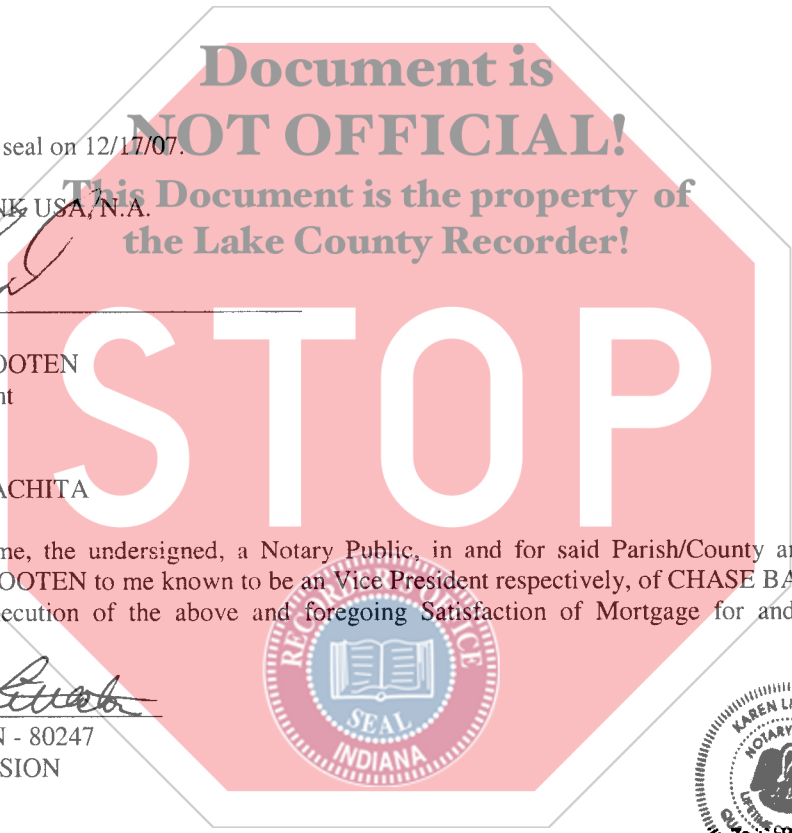 Document is
NOT OFFICIAL!
seal on 12/17/07.
This Document is the property of
USA, N.A.
the Lake County Recorder!
STOP
OOTEN
ACHITA
me, the undersigned, a Notary Public, in and for said Parish/County
OOTEN to me known to be an Vice President respectively, of CHASE BA
ecution of the above and foregoing Satisfaction of Mortgage for and
RECORDER'S OFFICE
SEAL
INDIANA
N - 80247
SION
KAREN
NOTARY
LIFETIME